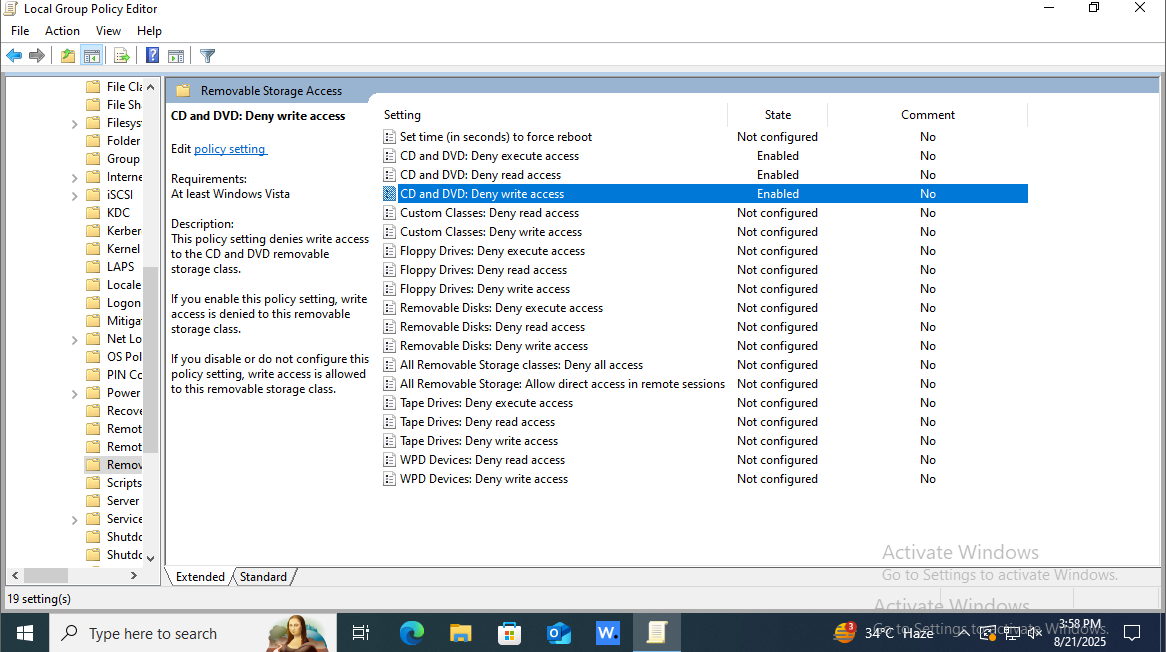 Local Group Policy Editor
File Action View Help
File Cla
File Sh
Filesys
Folder
Group
Interne
iSCSI
KDC
Kerber
Kernel
LAPS
Locale
Logon
Mitiga
Net Lo
OS Pol
PIN Co
Power
Recove
Remot
Remot
Remov
Scripts
Server
Service
Shutdo
Shutdo
Removable Storage Access
CD and DVD: Deny write access
Edit policy setting
Requirements:
At least Windows Vista
Description:
This policy setting denies write access
to the CD and DVD removable
storage class.
If you enable this policy setting, write
access is denied to this removable
storage class.
If you disable or do not configure this
policy setting, write access is allowed
to this removable storage class.
Setting State Comment
Set time (in seconds) to force reboot Not configured No
CD and DVD: Deny execute access Enabled No
CD and DVD: Deny read access Enabled No
CD and DVD: Deny write access Enabled No
Custom Classes: Deny read access Not configured No
Custom Classes: Deny write access Not configured No
Floppy Drives: Deny execute access Not configured No
Floppy Drives: Deny read access Not configured No
Floppy Drives: Deny write access Not configured No
Removable Disks: Deny execute access Not configured No
Removable Disks: Deny read access Not configured No
Removable Disks: Deny write access Not configured No
All Removable Storage classes: Deny all access Not configured No
All Removable Storage: Allow direct access in remote sessions Not configured No
Tape Drives: Deny execute access Not configured No
Tape Drives: Deny read access Not configured No
Tape Drives: Deny write access Not configured No
WPD Devices: Deny read access Not configured No
WPD Devices: Deny write access Not configured No
Activate Windows
Go to Settings to activate Windows.
Extended Standard
19 setting(s)
Activate Windows
Go to Settings to activate Windows.
Type here to search
W.
3
34°C Haze
3:58 PM
8/21/2025